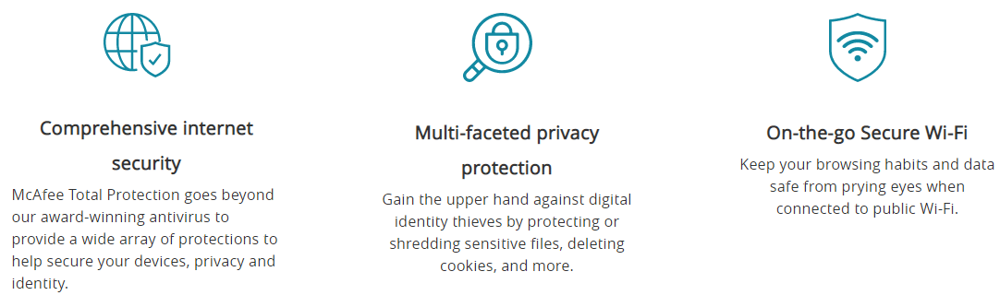 Comprehensive internet
security
McAfee Total Protection goes beyond
our award-winning antivirus to
provide a wide array of protections to
help secure your devices, privacy and
identity.
Multi-faceted privacy
protection
Gain the upper hand against digital
identity thieves by protecting or
shredding sensitive files, deleting
cookies, and more.
On-the-go Secure Wi-Fi
Keep your browsing habits and data
safe from prying eyes when
connected to public Wi-Fi.